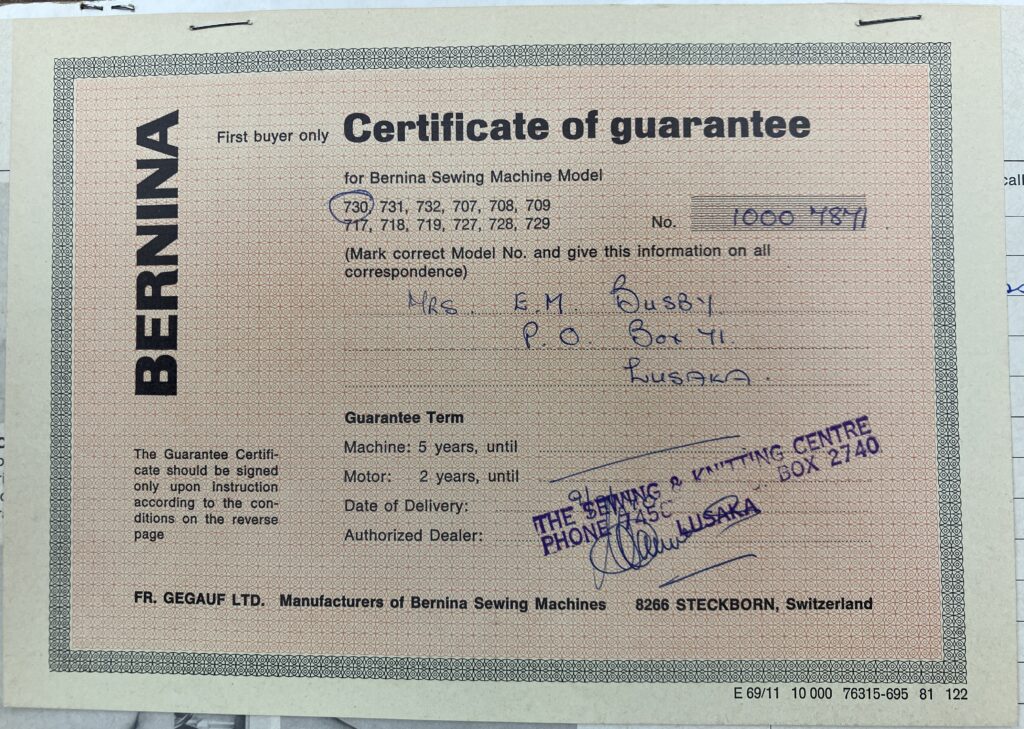 BERNINA
First buyer only Certificate of guarantee
for Bernina Sewing Machine Model
730, 731, 732, 707, 708, 709
717, 718, 719, 727, 728, 729
No. 1000 7871
(Mark correct Model No. and give this information on all
correspondence)
Mrs. E.M. Busby
P.O. Box 71.
Lusaka.
Guarantee Term
Machine: 5 years, until
Motor: 2 years, until
Date of Delivery:
Authorized Dealer:
THE SEWING & KNITTING CENTRE
PHONE BOX 2740
LUSAKA
The Guarantee Certifi-
cate should be signed
only upon Instruction
according to the con-
ditions on the reverse
page
FR. GEGAUF LTD. Manufacturers of Bernina Sewing Machines 8266 STECKBORN, Switzerland
E 69/11 10 000 76315-695 81 122